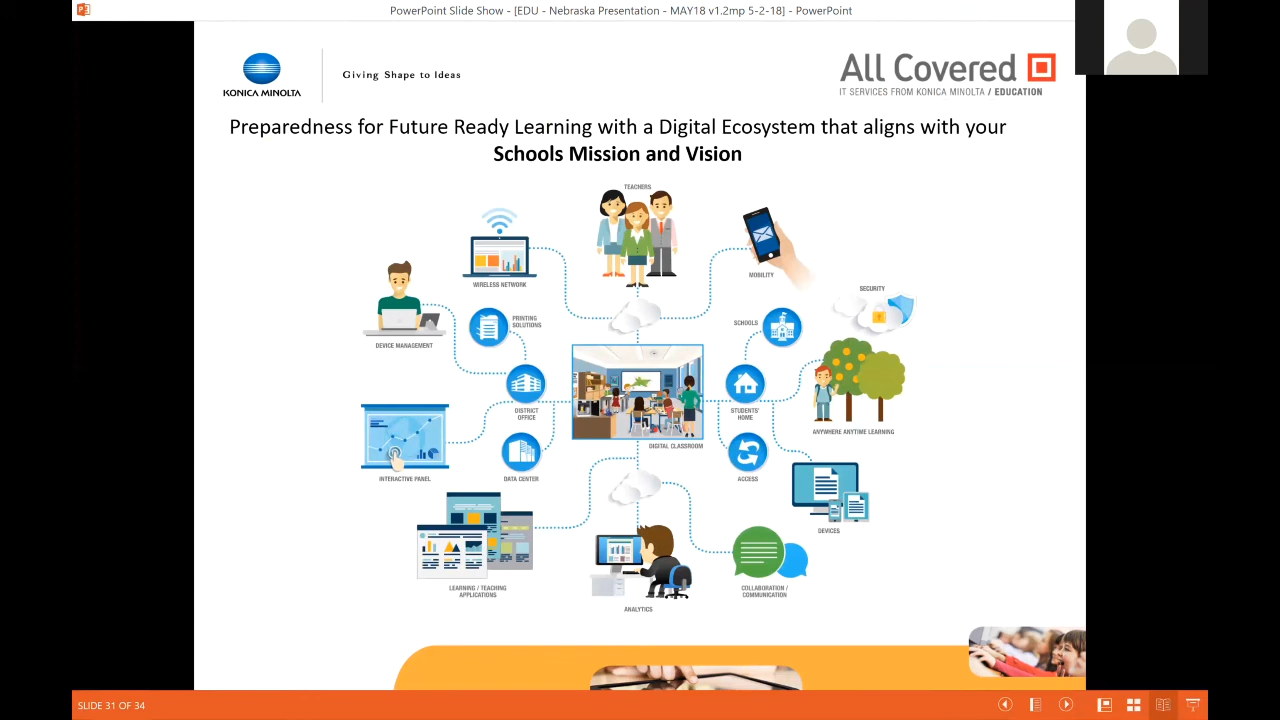 PowerPoint Slide Show - [EDU - Nebraska Presentation - MAY18 v1.2mp 5-2-18] - PowerPoint
KONICA MINOLTA
Giving Shape to Ideas
All Covered
IT SERVICES FROM KONICA MINOLTA / EDUCATION
Preparedness for Future Ready Learning with a Digital Ecosystem that aligns with your
Schools Mission and Vision
TEACHERS
WIRELESS NETWORK
MOBILITY
SECURITY
DEVICE MANAGEMENT
PRINTING
SOLUTIONS
SCHOOLS
DISTRICT
OFFICE
STUDENTS'
HOME
ANYWHERE ANYTIME LEARNING
DIGITAL CLASSROOM
INTERACTIVE PANEL
DATA CENTER
ACCESS
DEVICES
LEARNING / TEACHING
APPLICATIONS
ANALYTICS
COLLABORATION /
COMMUNICATION
SLIDE 31 OF 34